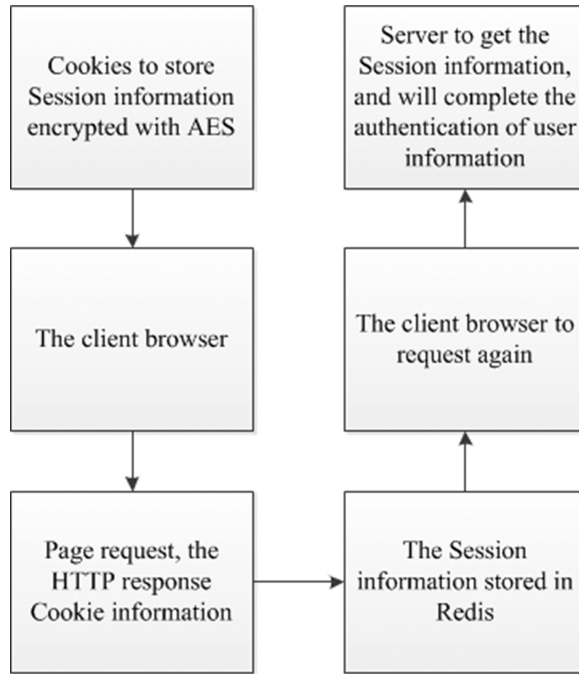 Cookies to store
Session information
encrypted with AES
The client browser
Page request, the
HTTP response
Cookie information
The Session
information stored in
Redis
The client browser to
request again
Server to get the
Session information,
and will complete the
authentication of user
information